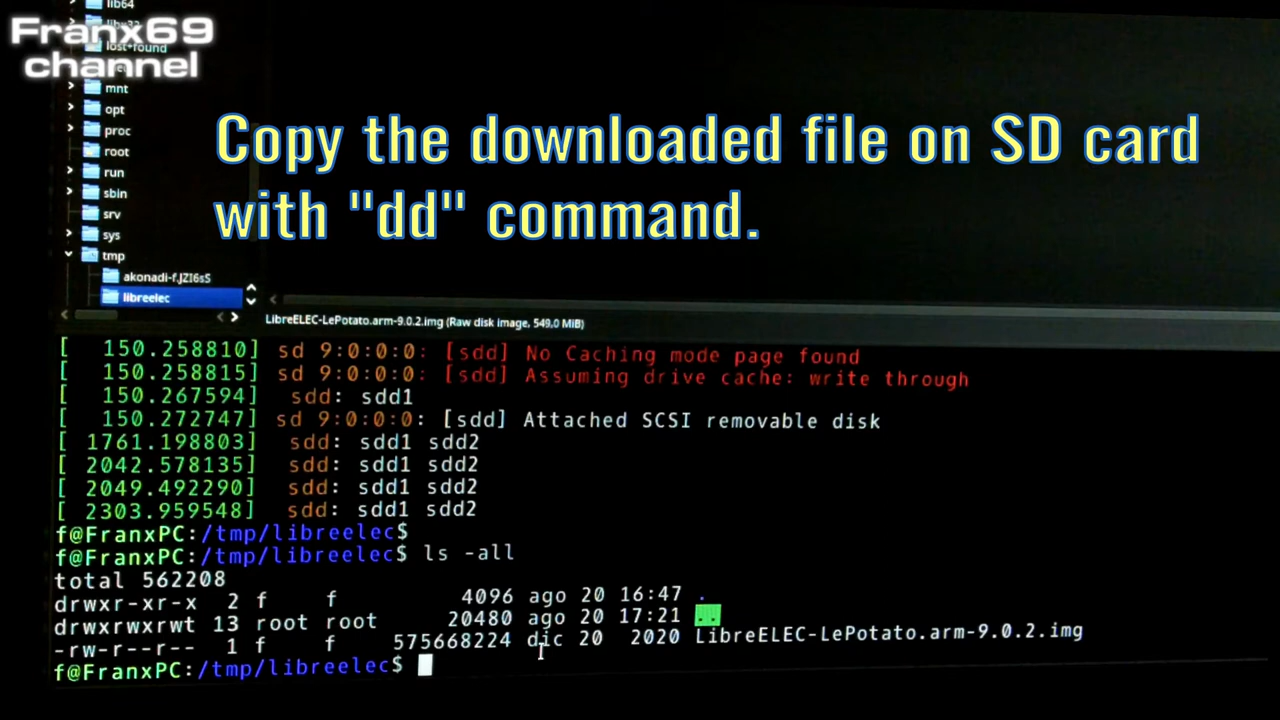 Franx69
channel
lib64
lost+found
mnt
opt
proc
root
run
sbin
srv
sys
tmp
akonadi-f.JZI6sS
libreelec
Copy the downloaded file on SD card
with "dd" command.
LibreELEC-LePotato.arm-9.0.2.img (Raw disk image, 549,0 MiB)
[  150.258810] sd 9:0:0:0: [sdd] No Caching mode page found
[  150.258815] sd 9:0:0:0: [sdd] Assuming drive cache: write through
[  150.267594]  sdd: sdd1
[  150.272747] sd 9:0:0:0: [sdd] Attached SCSI removable disk
[ 1761.198803]  sdd: sdd1 sdd2
[ 2042.578135]  sdd: sdd1 sdd2
[ 2049.492290]  sdd: sdd1 sdd2
[ 2303.959548]  sdd: sdd1 sdd2
f@FranxPC:/tmp/libreelec$
f@FranxPC:/tmp/libreelec$ ls -all
total 562208
drwxr-xr-x  2 f    f         4096 ago 20 16:47 .
drwxrwxrwt 13 root root     20480 ago 20 17:21 ..
-rw-r--r--  1 f    f    575668224 dic 20  2020 LibreELEC-LePotato.arm-9.0.2.img
f@FranxPC:/tmp/libreelec$